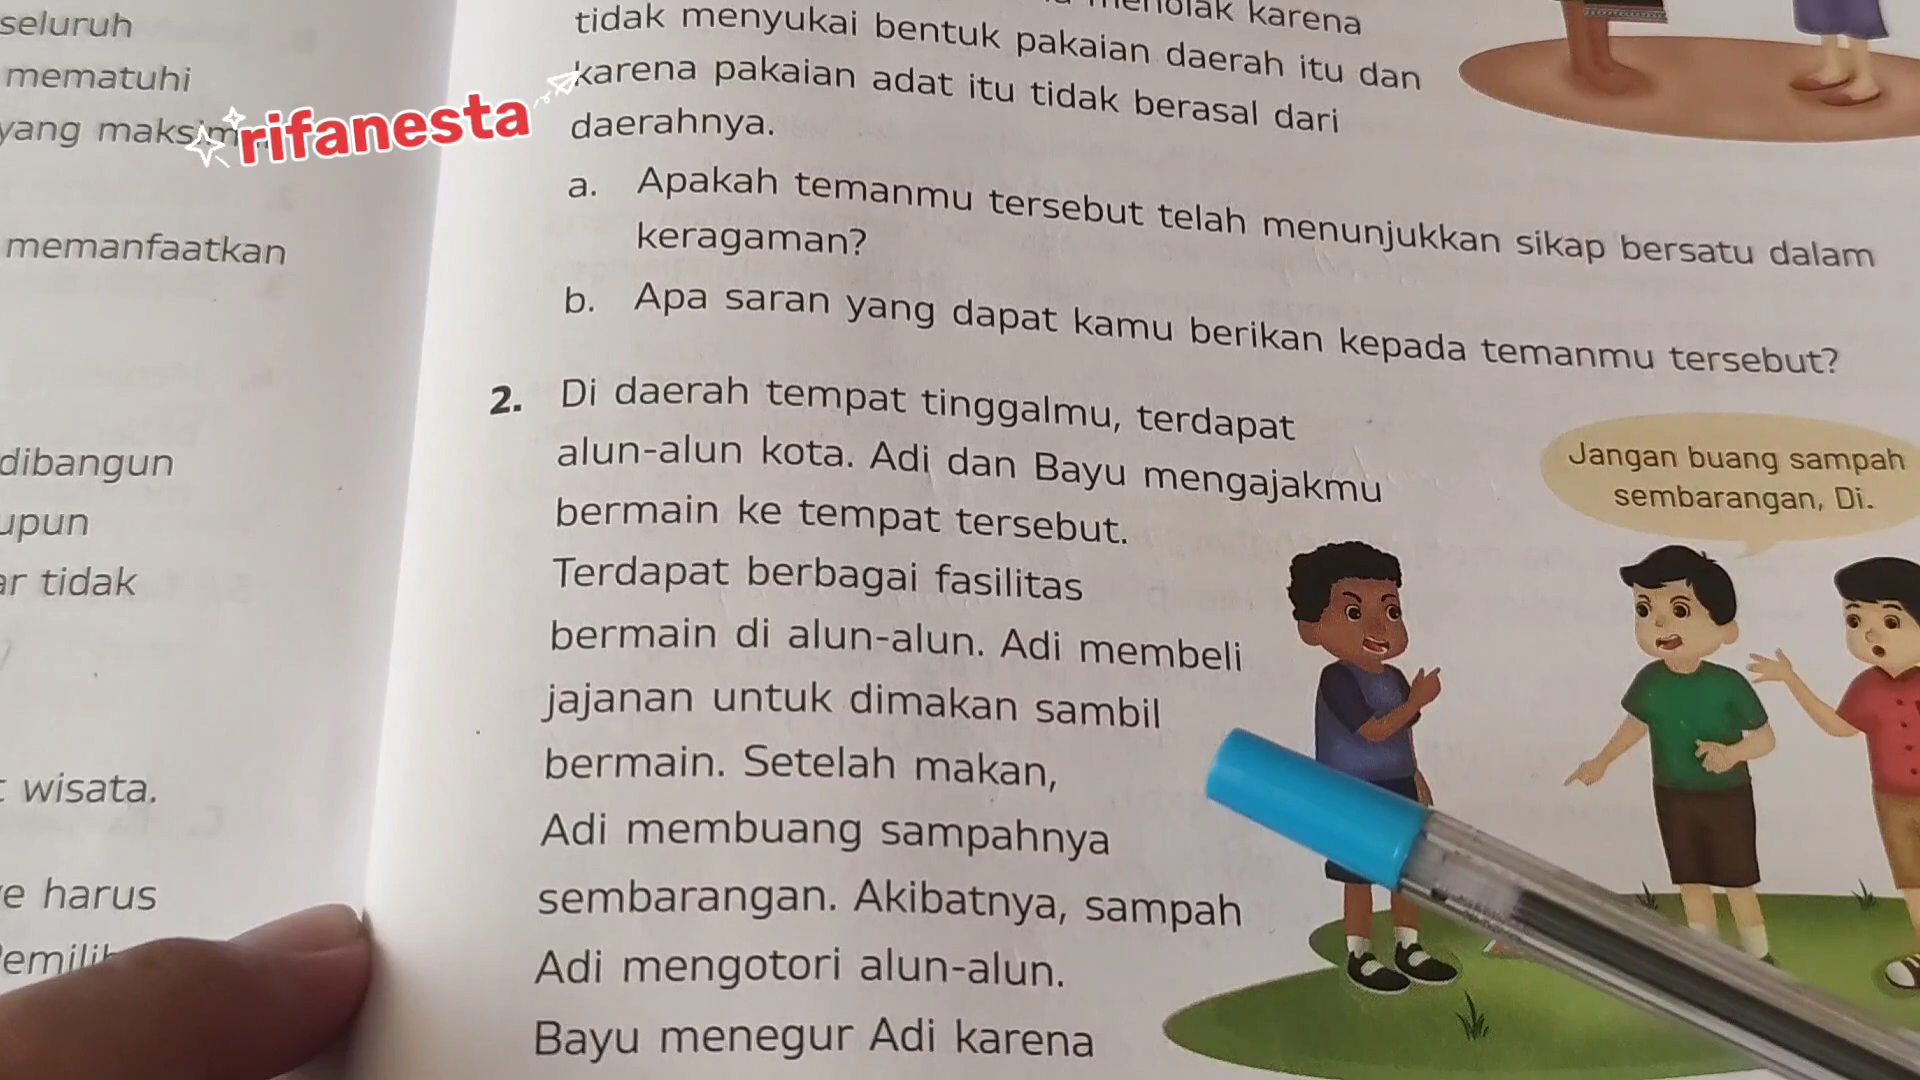 seluruh
mematuhi
yang
memanfaatkan
dibangun
tidak
wisata.
harus
rifanesta
karena
tidak menyukai bentuk pakaian daerah itu dan
karena pakaian adat itu tidak berasal dari
daerahnya.
a. Apakah temanmu tersebut telah menunjukkan sikap bersatu dalam
keragaman?
b. Apa saran yang dapat kamu berikan kepada temanmu tersebut?
2. Di daerah tempat tinggalmu, terdapat
alun-alun kota. Adi dan Bayu mengajakmu
bermain ke tempat tersebut.
Terdapat berbagai fasilitas
bermain di alun-alun. Adi membeli
jajanan untuk dimakan sambil
bermain. Setelah makan,
Adi membuang sampahnya
sembarangan. Akibatnya, sampah
Adi mengotori alun-alun.
Bayu menegur Adi karena
Jangan buang sampah
sembarangan, Di.